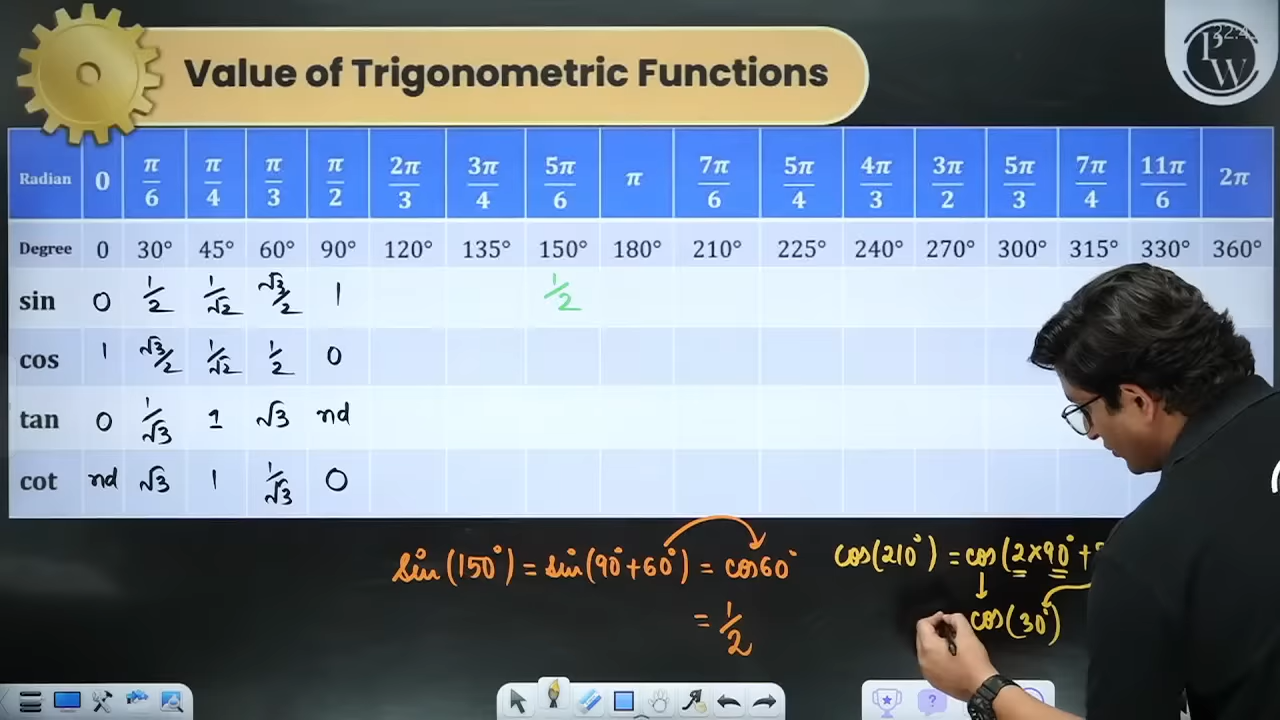 Value of Trigonometric Functions
PW
Radian 0 π/6 π/4 π/3 π/2 2π/3 3π/4 5π/6 π 7π/6 5π/4 4π/3 3π/2 5π/3 7π/4 11π/6 2π
Degree 0 30° 45° 60° 90° 120° 135° 150° 180° 210° 225° 240° 270° 300° 315° 330° 360°
sin 0 1/2 1/√2 √3/2 1 1/2
cos 1 √3/2 1/√2 1/2 0
tan 0 1/√3 1 √3 nd
cot nd √3 1 1/√3 0
sin(150°) = sin(90°+60°) = cos60°
= 1/2
cos(210°) = cos(2×90°+
cos(30°)